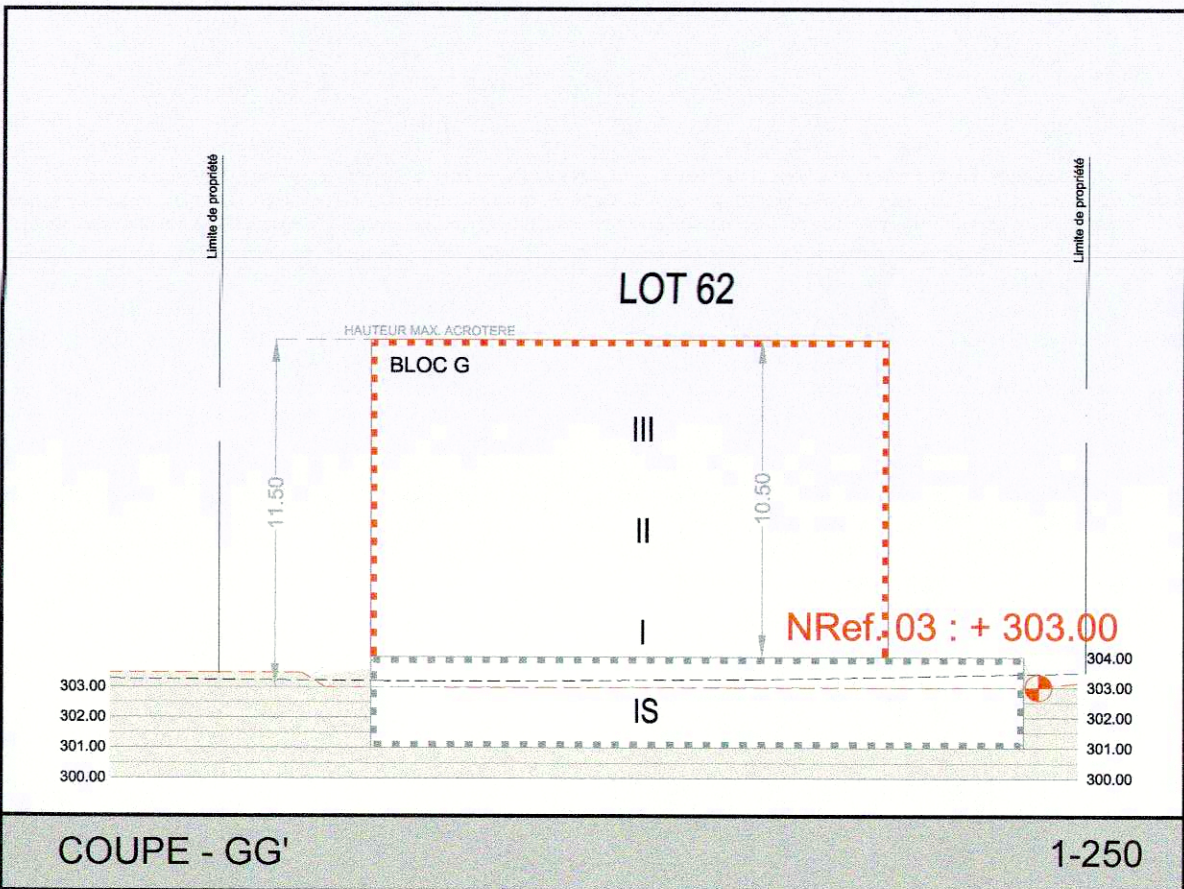 Limite de propriété
Limite de propriété
LOT 62
HAUTEUR MAX. ACROTERE
BLOC G
III
11.50
10.50
II
I
NRef. 03 : + 303.00
304.00
303.00
303.00
IS
302.00
302.00
301.00
301.00
300.00
300.00
COUPE - GG'
1-250